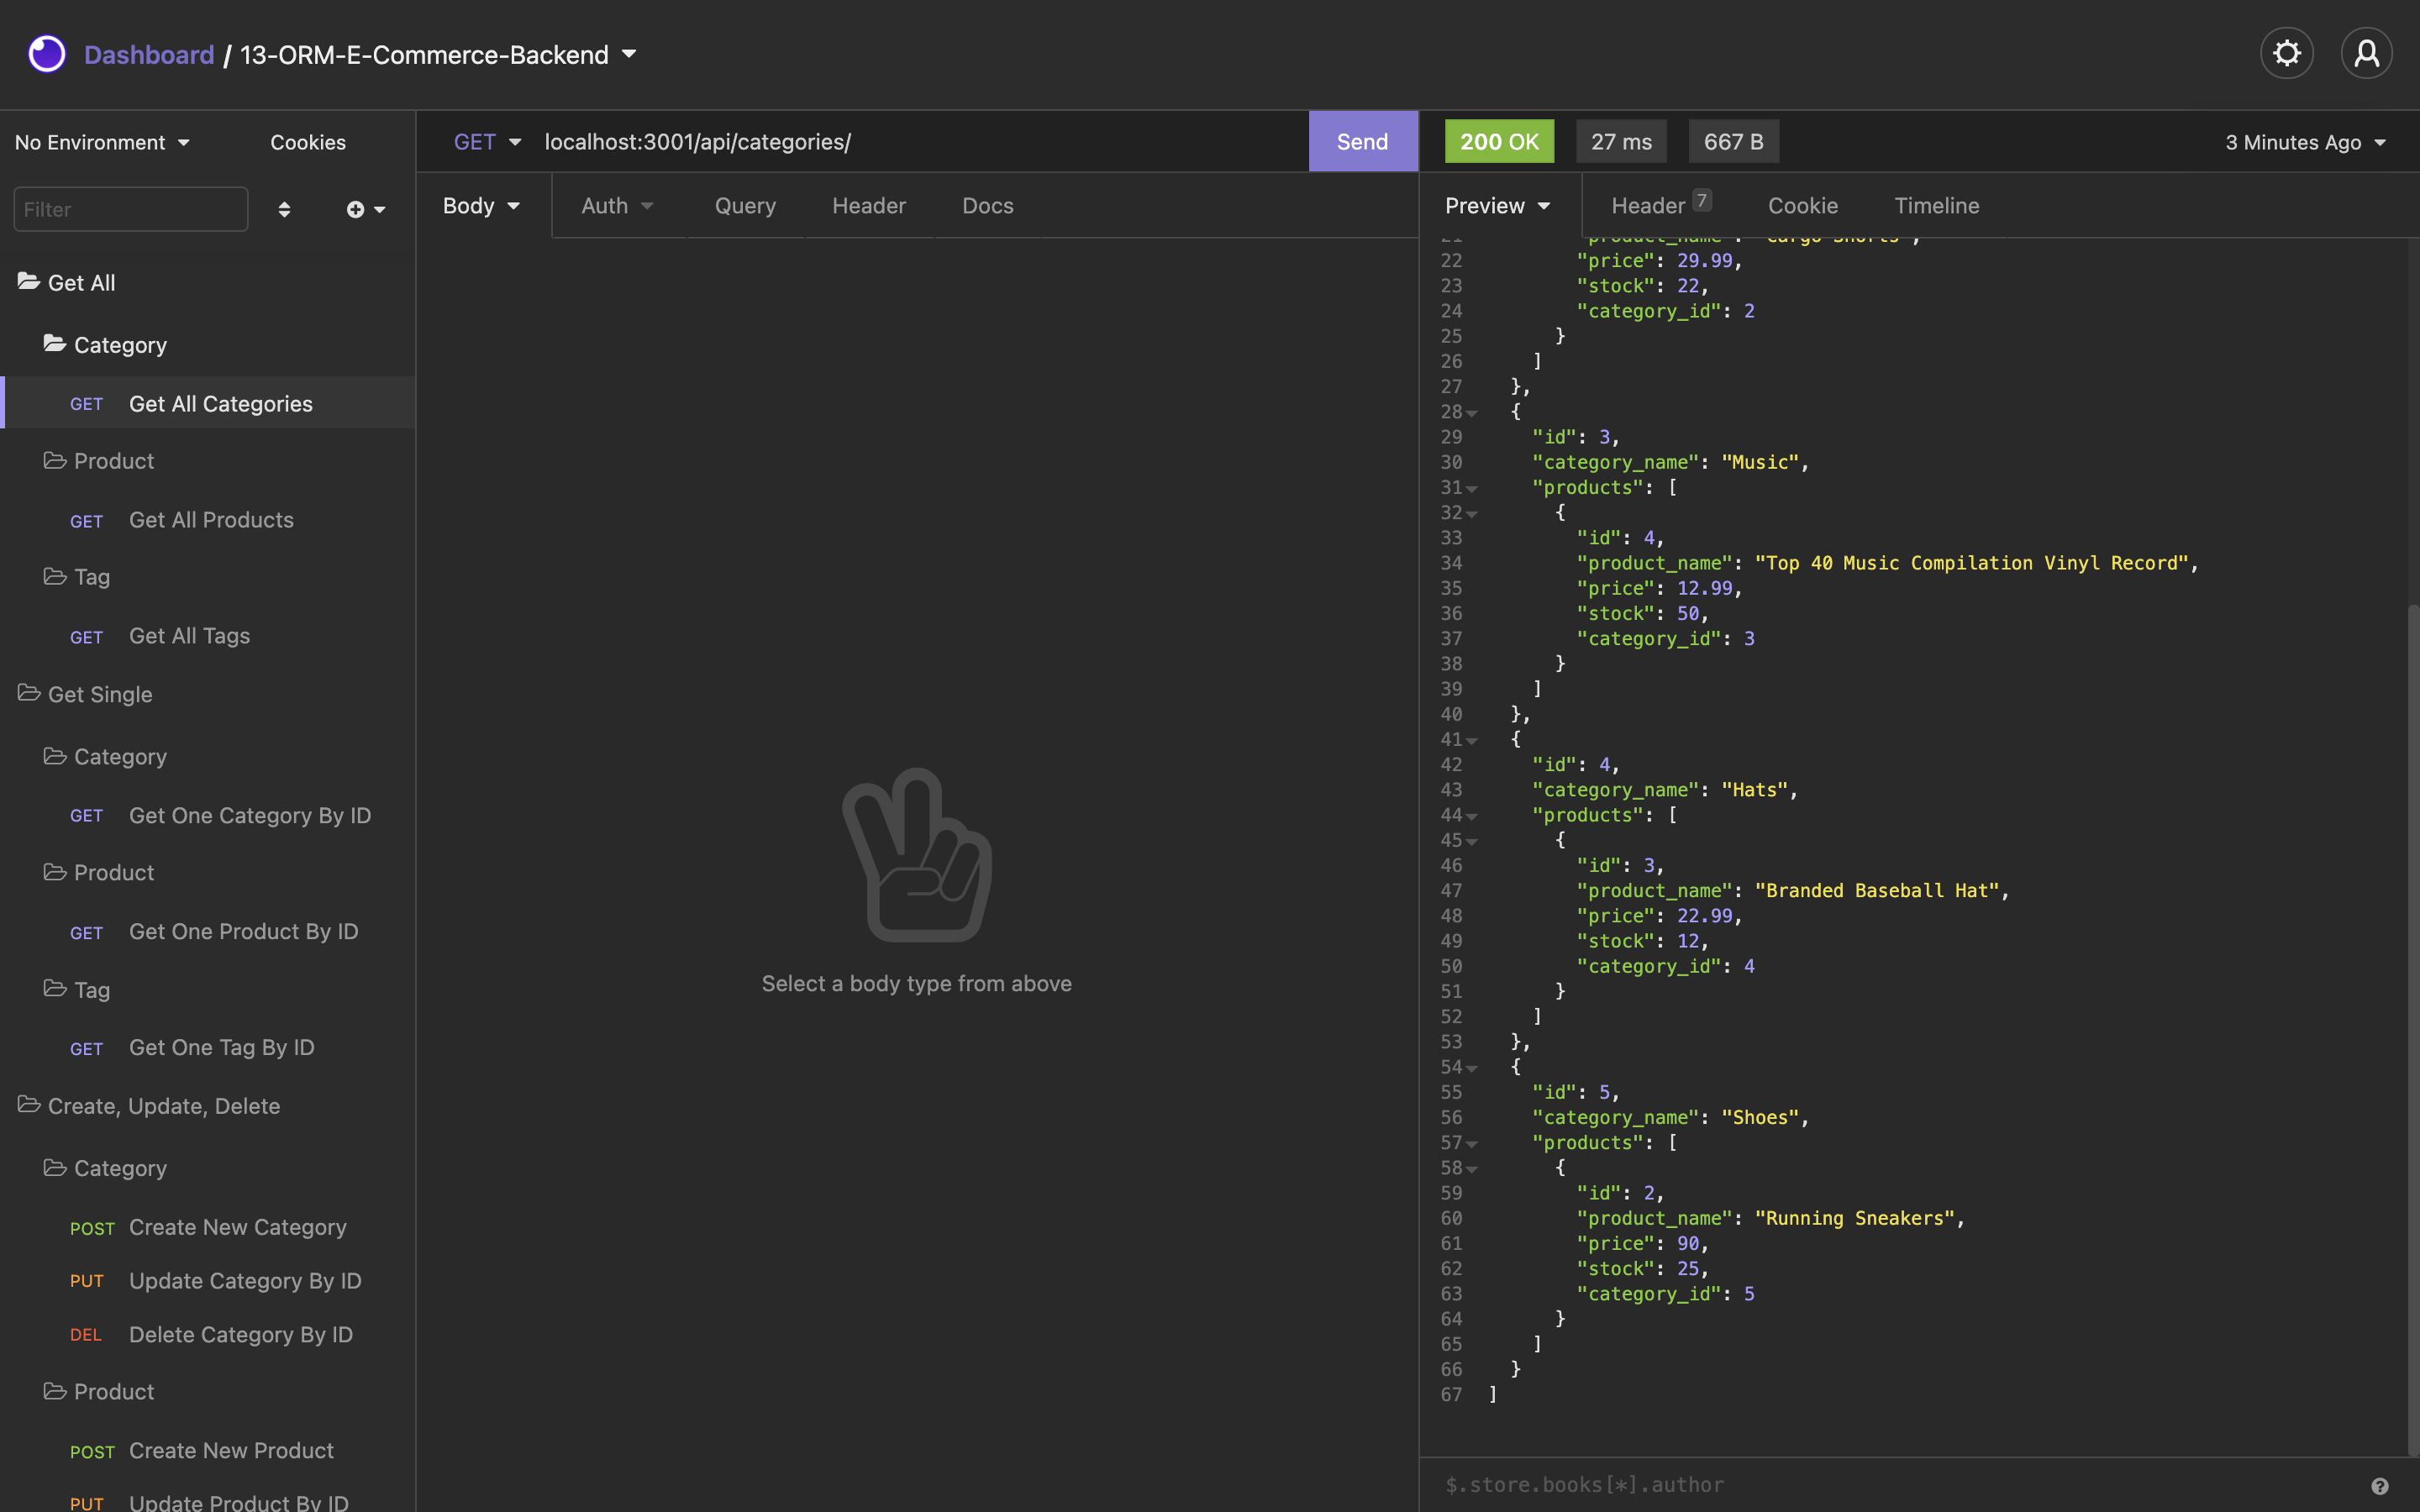 Dashboard / 13-ORM-E-Commerce-Backend
No Environment
Cookies
Filter
Get All
Category
GET Get All Categories
Product
GET Get All Products
Tag
GET Get All Tags
Get Single
Category
GET Get One Category By ID
Product
GET Get One Product By ID
Tag
GET Get One Tag By ID
Create, Update, Delete
Category
POST Create New Category
PUT Update Category By ID
DEL Delete Category By ID
Product
POST Create New Product
PUT Update Product By ID
GET localhost:3001/api/categories/ Send
Body Auth Query Header Docs
Select a body type from above
200 OK 27 ms 667 B 3 Minutes Ago
Preview Header 7 Cookie Timeline
21 "product_name": "Cargo Shorts",
22 "price": 29.99,
23 "stock": 22,
24 "category_id": 2
25 }
26 ]
27 },
28 {
29 "id": 3,
30 "category_name": "Music",
31 "products": [
32 {
33 "id": 4,
34 "product_name": "Top 40 Music Compilation Vinyl Record",
35 "price": 12.99,
36 "stock": 50,
37 "category_id": 3
38 }
39 ]
40 },
41 {
42 "id": 4,
43 "category_name": "Hats",
44 "products": [
45 {
46 "id": 3,
47 "product_name": "Branded Baseball Hat",
48 "price": 22.99,
49 "stock": 12,
50 "category_id": 4
51 }
52 ]
53 },
54 {
55 "id": 5,
56 "category_name": "Shoes",
57 "products": [
58 {
59 "id": 2,
60 "product_name": "Running Sneakers",
61 "price": 90,
62 "stock": 25,
63 "category_id": 5
64 }
65 ]
66 }
67 ]
$.store.books[*].author